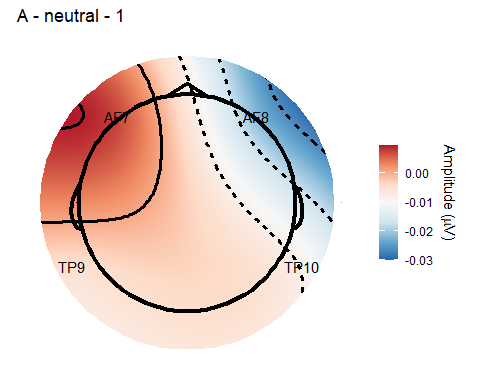 A - neutral - 1
AF7
AF8
TP9
TP10
Amplitude (µV)
0.00
-0.01
-0.02
-0.03